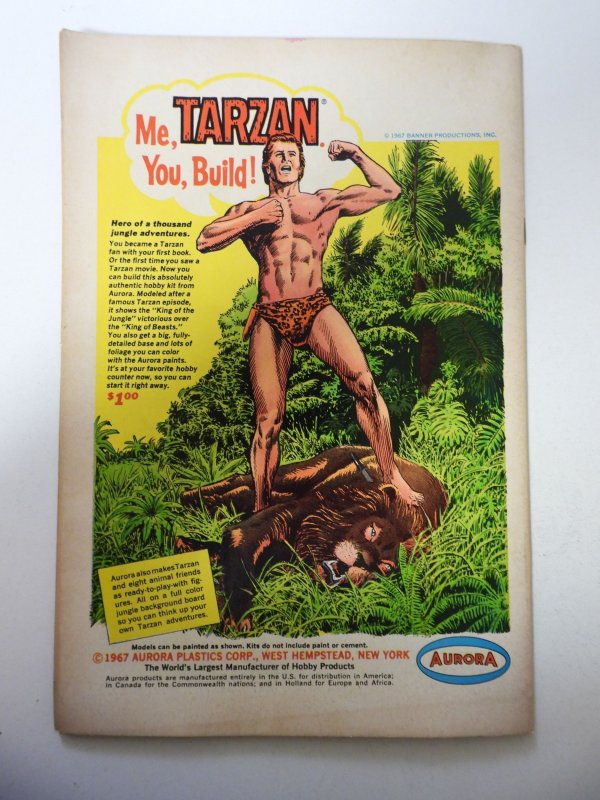 Me, TARZAN®.
You, Build!
© 1967 BANNER PRODUCTIONS, INC.
Hero of a thousand
jungle adventures.
You became a Tarzan
fan with your first book.
Or the first time you saw a
Tarzan movie. Now you
can build this absolutely
authentic hobby kit from
Aurora. Modeled after a
famous Tarzan episode,
it shows the "King of the
Jungle" victorious over
the "King of Beasts."
You also get a big, fully-
detailed base and lots of
foliage you can color
with the Aurora paints.
It's at your favorite hobby
counter now, so you can
start it right away.
$1.00
Aurora also makes Tarzan
and eight animal friends
as ready-to-play-with fig-
ures. All on a full color
jungle background board
so you can think up your
own Tarzan adventures.
Models can be painted as shown. Kits do not include paint or cement.
© 1967 AURORA PLASTICS CORP., WEST HEMPSTEAD, NEW YORK
The World's Largest Manufacturer of Hobby Products
Aurora products are manufactured entirely in the U.S. for distribution in America;
in Canada for the Commonwealth nations; and in Holland for Europe and Africa.
AURORA